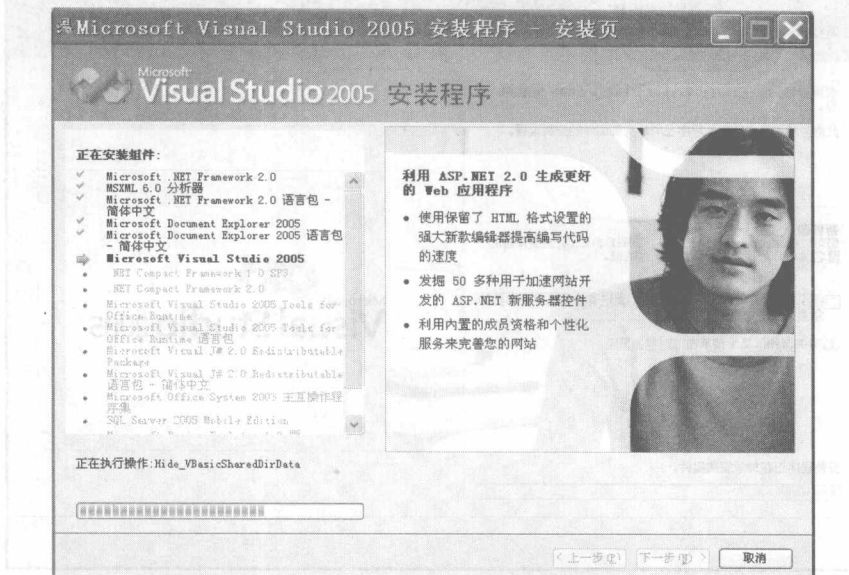 Microsoft Visual Studio 2005 安装程序 - 安装页
Microsoft
Visual Studio 2005 安装程序
正在安装组件:
Microsoft .NET Framework 2.0
MSXML 6.0 分析器
Microsoft .NET Framework 2.0 语言包 -
简体中文
Microsoft Document Explorer 2005
Microsoft Document Explorer 2005 语言包
- 简体中文
Microsoft Visual Studio 2005
.NET Compact Framework 1.0 SP3
.NET Compact Framework 2.0
Microsoft Visual Studio 2005 Tools for
Office Runtime
Microsoft Visual Studio 2005 Tools for
Office Runtime 语言包
Microsoft Visual J# 2.0 Redistributable
Package
Microsoft Visual J# 2.0 Redistributable
语言包 - 简体中文
Microsoft Office System 2003 主互操作程
序集
SQL Server 2005 Mobile Edition
正在执行操作:Hide_VBasicSharedDirData
利用 ASP.NET 2.0 生成更好
的 Web 应用程序
• 使用保留了 HTML 格式设置的
强大新款编辑器提高编写代码
的速度
• 发掘 50 多种用于加速网站开
发的 ASP.NET 新服务器控件
• 利用内置的成员资格和个性化
服务来完善您的网站
< 上一步(P)
下一步(N) >
取消